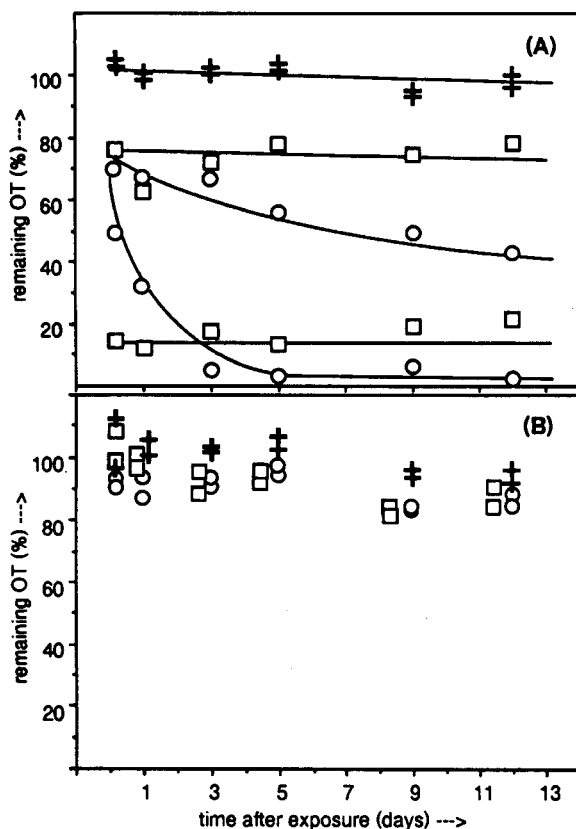 (A)
100
80
60
40
20
remaining OT (%) --->
(B)
100
80
60
40
20
remaining OT (%) --->
1 3 5 7 9 11 13
time after exposure (days) --->